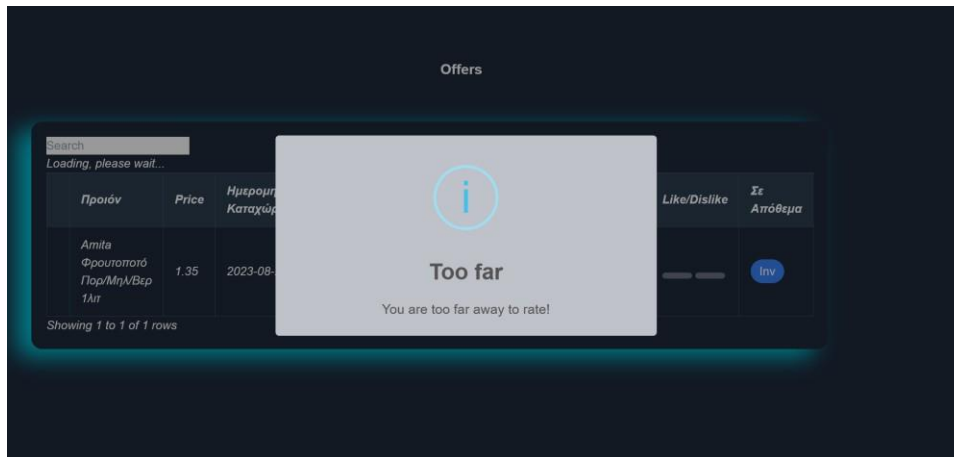 Offers
Search
Loading, please wait...
Προιόν Price Like/Dislike Σε
Απόθεμα
Amita
Φρουτοποτό
Πορ/Μηλ/Βερ
1λιτ
1.35 2023-08- Inv
Showing 1 to 1 of 1 rows
i
Too far
You are too far away to rate!